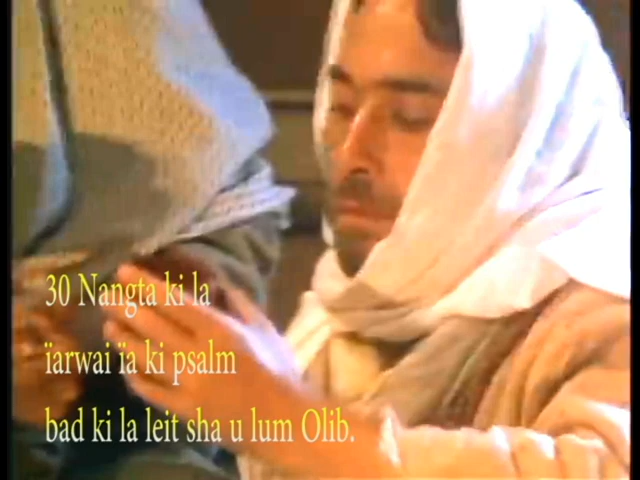 30 Nangta ki la
ïarwai ïa ki psalm
bad ki la leit sha u lum Olib.